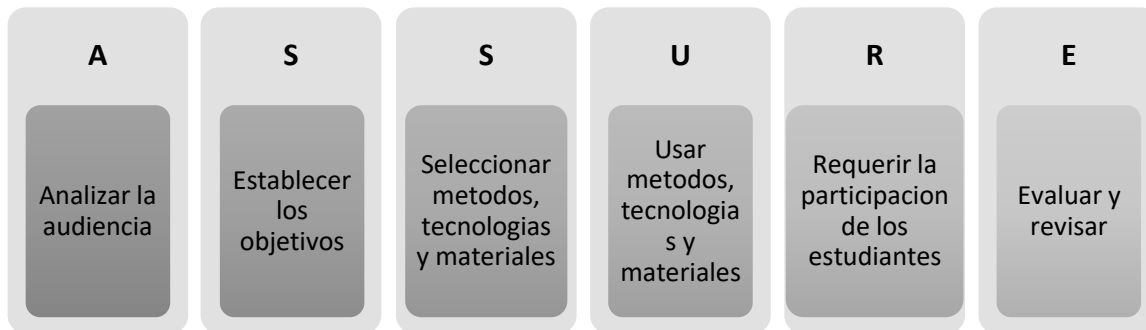 A
Analizar la
audiencia
S
Establecer
los
objetivos
S
Seleccionar
metodos,
tecnologias
y materiales
U
Usar
metodos,
tecnologia
s y
materiales
R
Requerir la
participacion
de los
estudiantes
E
Evaluar y
revisar